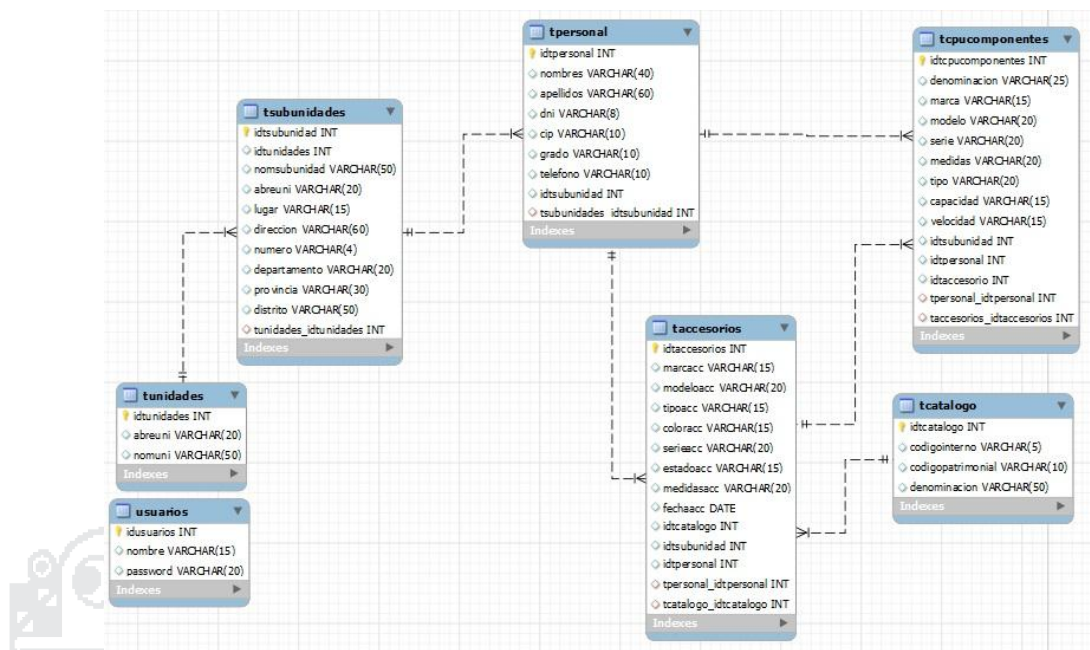 tpersonal
idtpersonal INT
nombres VARCHAR(40)
apellidos VARCHAR(60)
dni VARCHAR(8)
cip VARCHAR(10)
grado VARCHAR(10)
telefono VARCHAR(10)
idtsubunidad INT
tsubunidades_idtsubunidad INT
Indexes
tcpucomponentes
idtcpucomponentes INT
denominacion VARCHAR(25)
marca VARCHAR(15)
modelo VARCHAR(20)
serie VARCHAR(20)
medidas VARCHAR(20)
tipo VARCHAR(20)
capacidad VARCHAR(15)
velocidad VARCHAR(15)
idtsubunidad INT
idtpersonal INT
idtaccesorio INT
tpersonal_idtpersonal INT
taccesorios_idtaccesorios INT
Indexes
tsubunidades
idtsubunidad INT
idtunidades INT
nomsubunidad VARCHAR(50)
abreuni VARCHAR(20)
lugar VARCHAR(15)
direccion VARCHAR(60)
numero VARCHAR(4)
departamento VARCHAR(20)
provincia VARCHAR(30)
distrito VARCHAR(50)
tunidades_idtunidades INT
Indexes
taccesorios
idtaccesorios INT
marcacc VARCHAR(15)
modeloacc VARCHAR(20)
tipoacc VARCHAR(15)
coloracc VARCHAR(15)
serieacc VARCHAR(20)
estadoacc VARCHAR(15)
medidasacc VARCHAR(20)
fechaacc DATE
idtcatalogo INT
idtsubunidad INT
idtpersonal INT
tpersonal_idtpersonal INT
tcatalogo_idtcatalogo INT
Indexes
tunidades
idtunidades INT
abreuni VARCHAR(20)
nomuni VARCHAR(50)
Indexes
tcatalogo
idtcatalogo INT
codigointerno VARCHAR(5)
codigopatrimonial VARCHAR(10)
denominacion VARCHAR(50)
Indexes
usuarios
idusuarios INT
nombre VARCHAR(15)
password VARCHAR(20)
Indexes